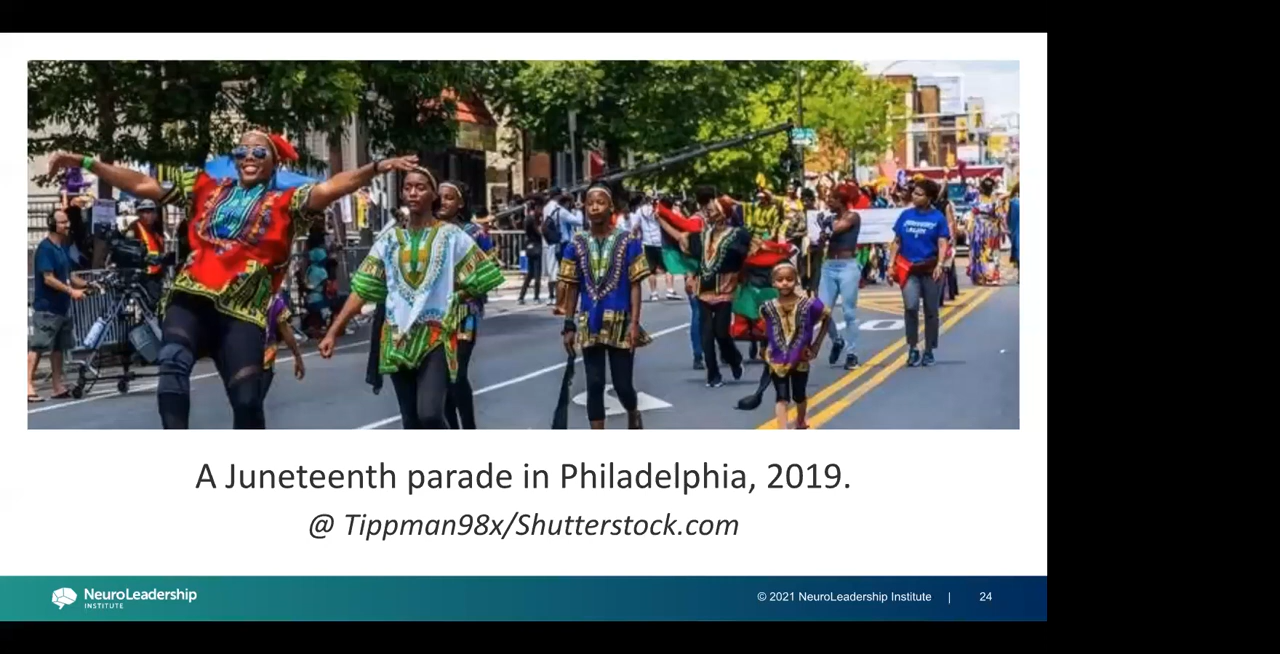 A Juneteenth parade in Philadelphia, 2019.
@ Tippman98x/Shutterstock.com
NeuroLeadership
INSTITUTE
© 2021 NeuroLeadership Institute | 24